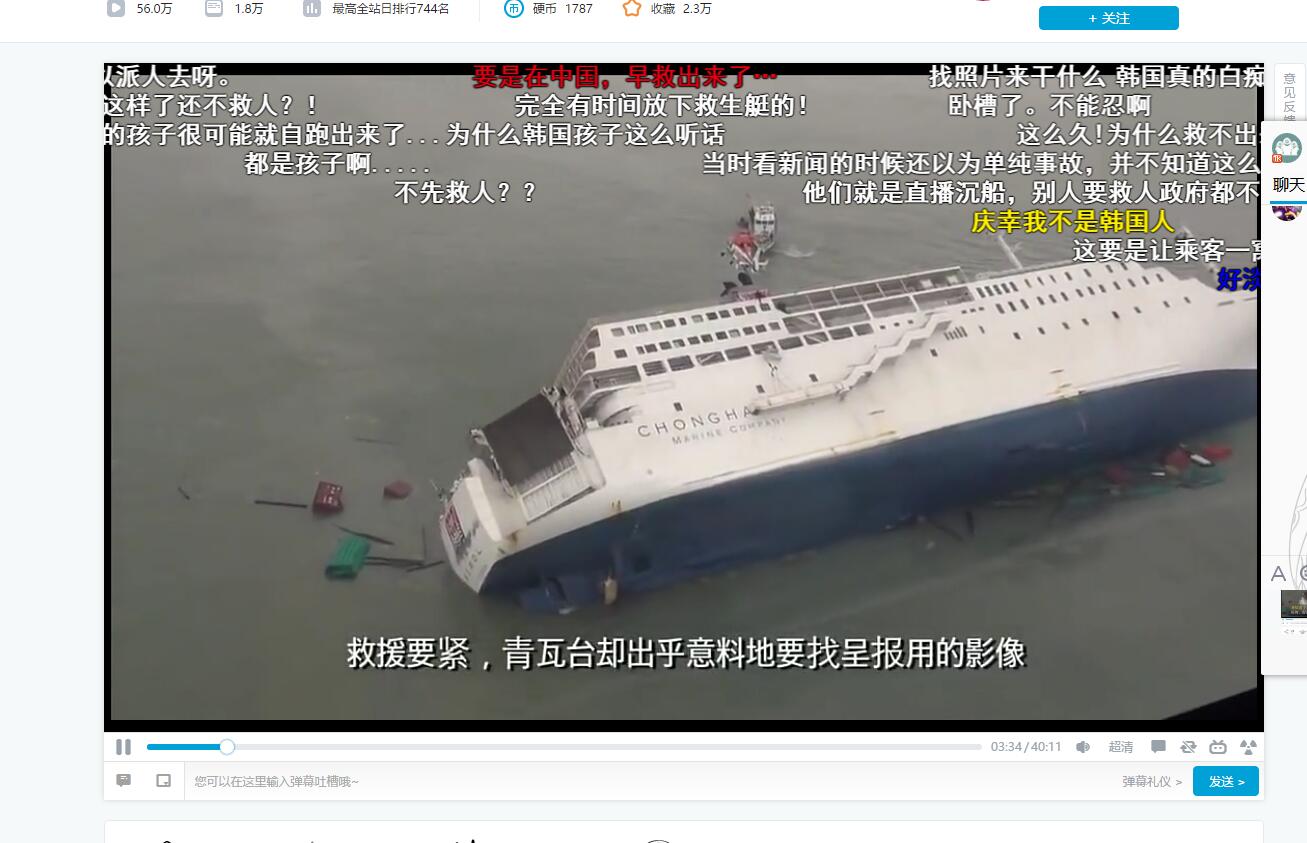 56.0万 1.8万 最高全站日排行744名 硬币 1787 收藏 2.3万
+ 关注
派人去呀。 要是在中国，早救出来了… 找照片来干什么 韩国真的白痴
这样了还不救人？！ 完全有时间放下救生艇的！ 卧槽了。不能忍啊
的孩子很可能就自跑出来了...为什么韩国孩子这么听话 这么久!为什么救不出
都是孩子啊..... 当时看新闻的时候还以为单纯事故，并不知道这么
不先救人？？ 他们就是直播沉船，别人要救人政府都不
庆幸我不是韩国人
这要是让乘客一
好
意见反馈
聊天
CHONGHA
MARINE COMPANY
救援要紧，青瓦台却出乎意料地要找呈报用的影像
A
03:34/40:11 超清
您可以在这里输入弹幕吐槽哦~ 弹幕礼仪 > 发送 >